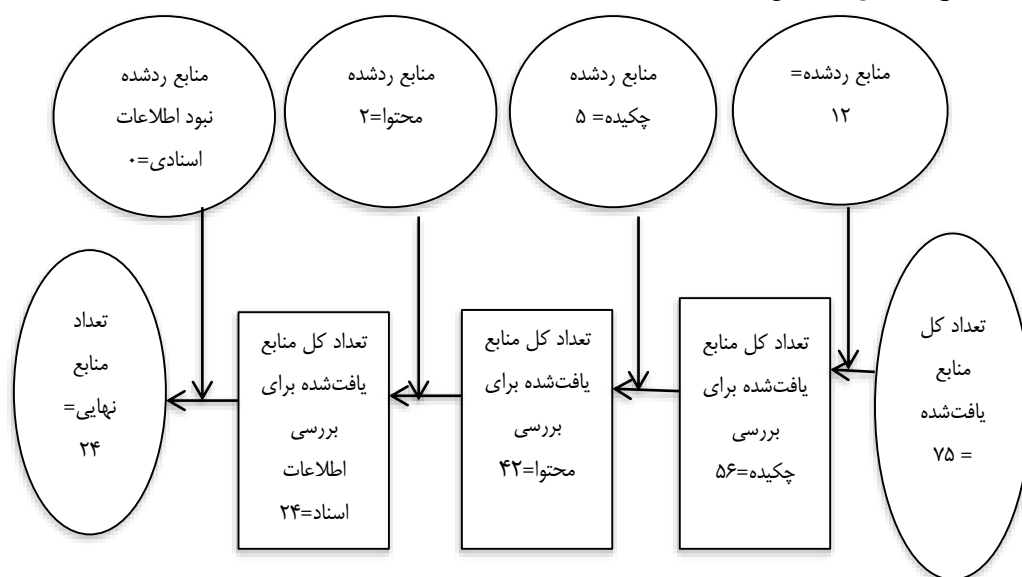 منابع ردشده=
۱۲
منابع ردشده
چکیده= ۵
منابع ردشده
محتوا=۲
منابع ردشده
نبود اطلاعات
اسنادی=۰
تعداد کل
منابع
یافت‌شده
= ۷۵
تعداد کل منابع
یافت‌شده برای
بررسی
چکیده=۵۶
تعداد کل منابع
یافت‌شده برای
بررسی
محتوا=۴۲
تعداد کل منابع
یافت‌شده برای
بررسی
اطلاعات
اسناد=۲۴
تعداد
منابع
نهایی=
۲۴